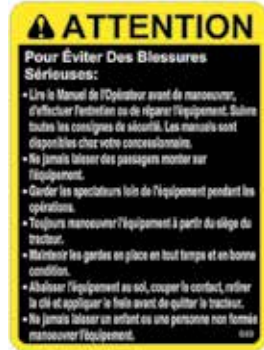 ATTENTION
Pour Éviter Des Blessures
Sérieuses:
• Lire le Manuel de l'Opérateur avant de manoeuvrer,
d'effectuer l'entretien ou de réparer l'équipement. Suivre
toutes les consignes de sécurité. Les manuels sont
disponibles chez votre concessionnaire.
• Ne jamais laisser des passagers monter sur
l'équipement.
• Garder les spectateurs loin de l'équipement pendant les
opérations.
• Toujours manoeuvrer l'équipement à partir du siège du
tracteur.
• Maintenir les gardes en place en tout temps et en bonne
condition.
• Abaisser l'équipement au sol, couper le contact, retirer
la clé et appliquer le frein avant de quitter le tracteur.
• Ne jamais laisser un enfant ou une personne non formée
manoeuvrer l'équipement.